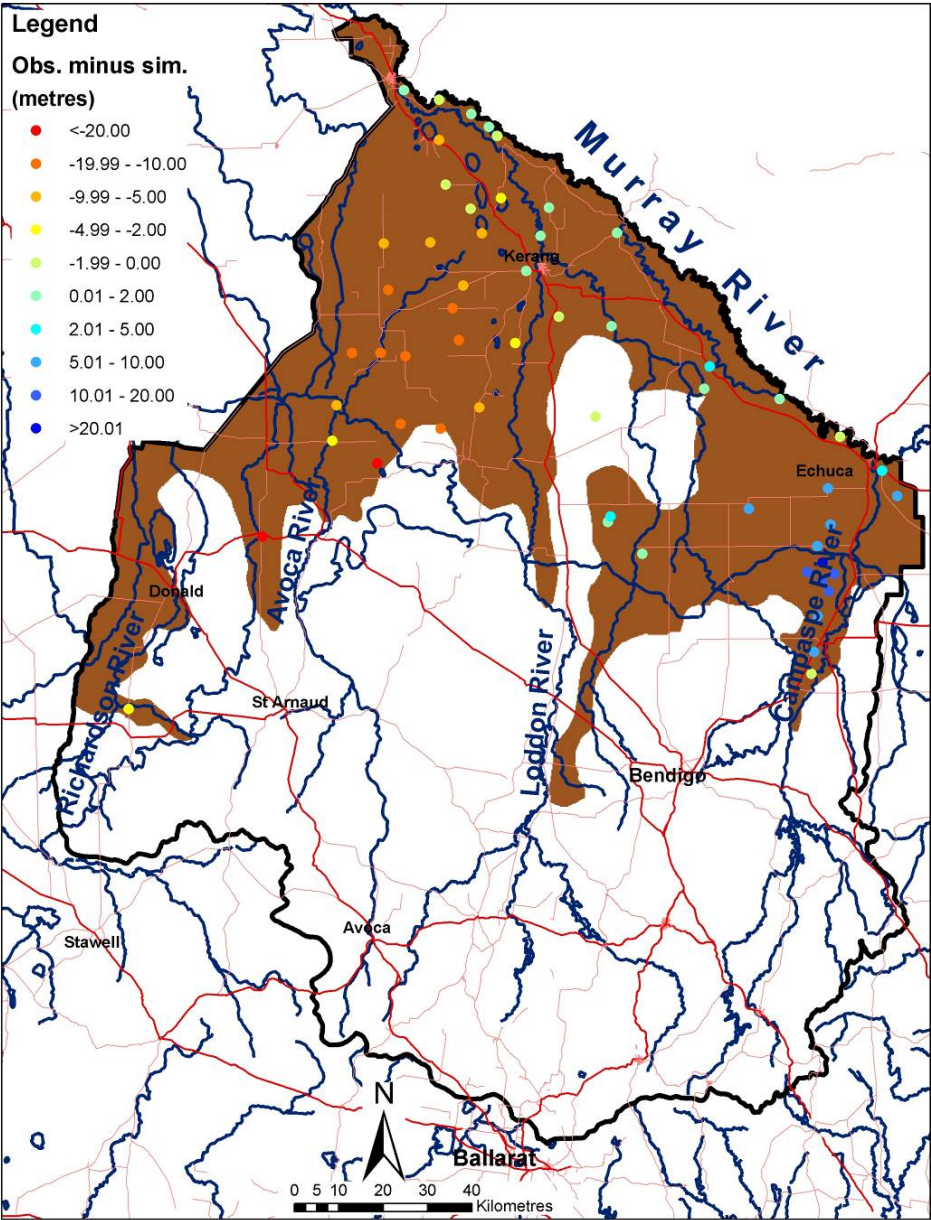 Legend
Obs. minus sim.
(metres)
<-20.00
-19.99 - -10.00
-9.99 - -5.00
-4.99 - -2.00
-1.99 - 0.00
0.01 - 2.00
2.01 - 5.00
5.01 - 10.00
10.01 - 20.00
>20.01
Murray River
Kerang
Echuca
Avoca River
Donald
Campaspe River
Richardson River
St Arnaud
Loddon River
Bendigo
Avoca
Stawell
N
Ballarat
0 5 10 20 30 40
Kilometres